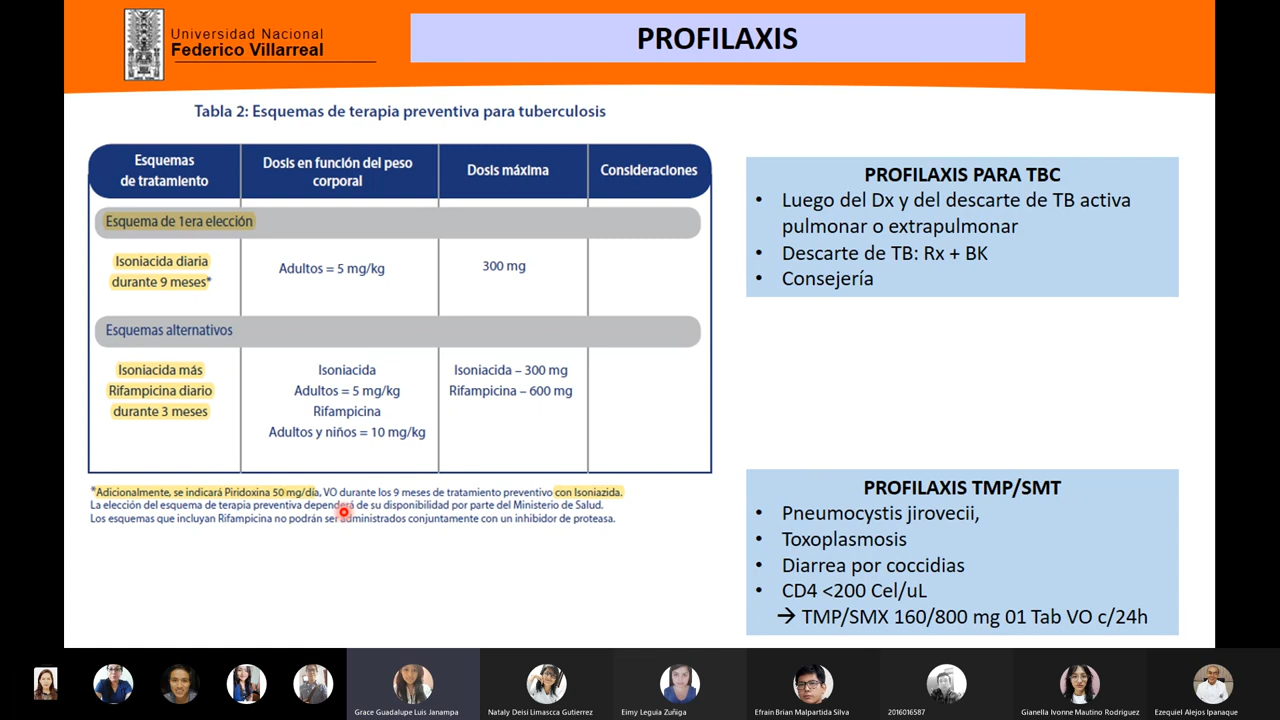 Universidad Nacional
Federico Villarreal
PROFILAXIS
Tabla 2: Esquemas de terapia preventiva para tuberculosis
Esquemas
de tratamiento
Dosis en función del peso
corporal
Dosis máxima
Consideraciones
Esquema de 1era elección
Isoniacida diaria
durante 9 meses*
Adultos = 5 mg/kg
300 mg
Esquemas alternativos
Isoniacida más
Rifampicina diario
durante 3 meses
Isoniacida
Adultos = 5 mg/kg
Rifampicina
Adultos y niños = 10 mg/kg
Isoniacida – 300 mg
Rifampicina – 600 mg
*Adicionalmente, se indicará Piridoxina 50 mg/día, VO durante los 9 meses de tratamiento preventivo con Isoniazida.
La elección del esquema de terapia preventiva dependerá de su disponibilidad por parte del Ministerio de Salud.
Los esquemas que incluyan Rifampicina no podrán ser administrados conjuntamente con un inhibidor de proteasa.
PROFILAXIS PARA TBC
• Luego del Dx y del descarte de TB activa
pulmonar o extrapulmonar
• Descarte de TB: Rx + BK
• Consejería
PROFILAXIS TMP/SMT
• Pneumocystis jirovecii,
• Toxoplasmosis
• Diarrea por coccidias
• CD4 <200 Cel/uL
→ TMP/SMX 160/800 mg 01 Tab VO c/24h
Grace Guadalupe Luis Janampa
Nataly Deisi Limascca Gutierrez
Eimy Leguia Zuñiga
Efrain Brian Malpartida Silva
2016016587
Gianella Ivonne Mautino Rodriguez
Ezequiel Alejos Ipanaque